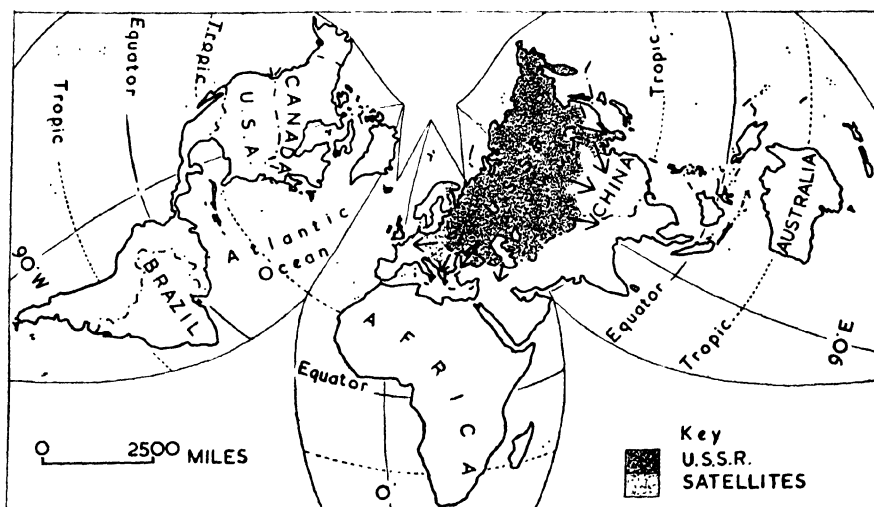 Tropic
Equator
Tropic
CANADA
U.S.A.
U.S.S.R.
Tropic
CHINA
AUSTRALIA
Atlantic
Ocean
90°W
BRAZIL
AFRICA
Equator
Equator
Tropic
90°E
0 2500 MILES
0°
Key
U.S.S.R.
SATELLITES